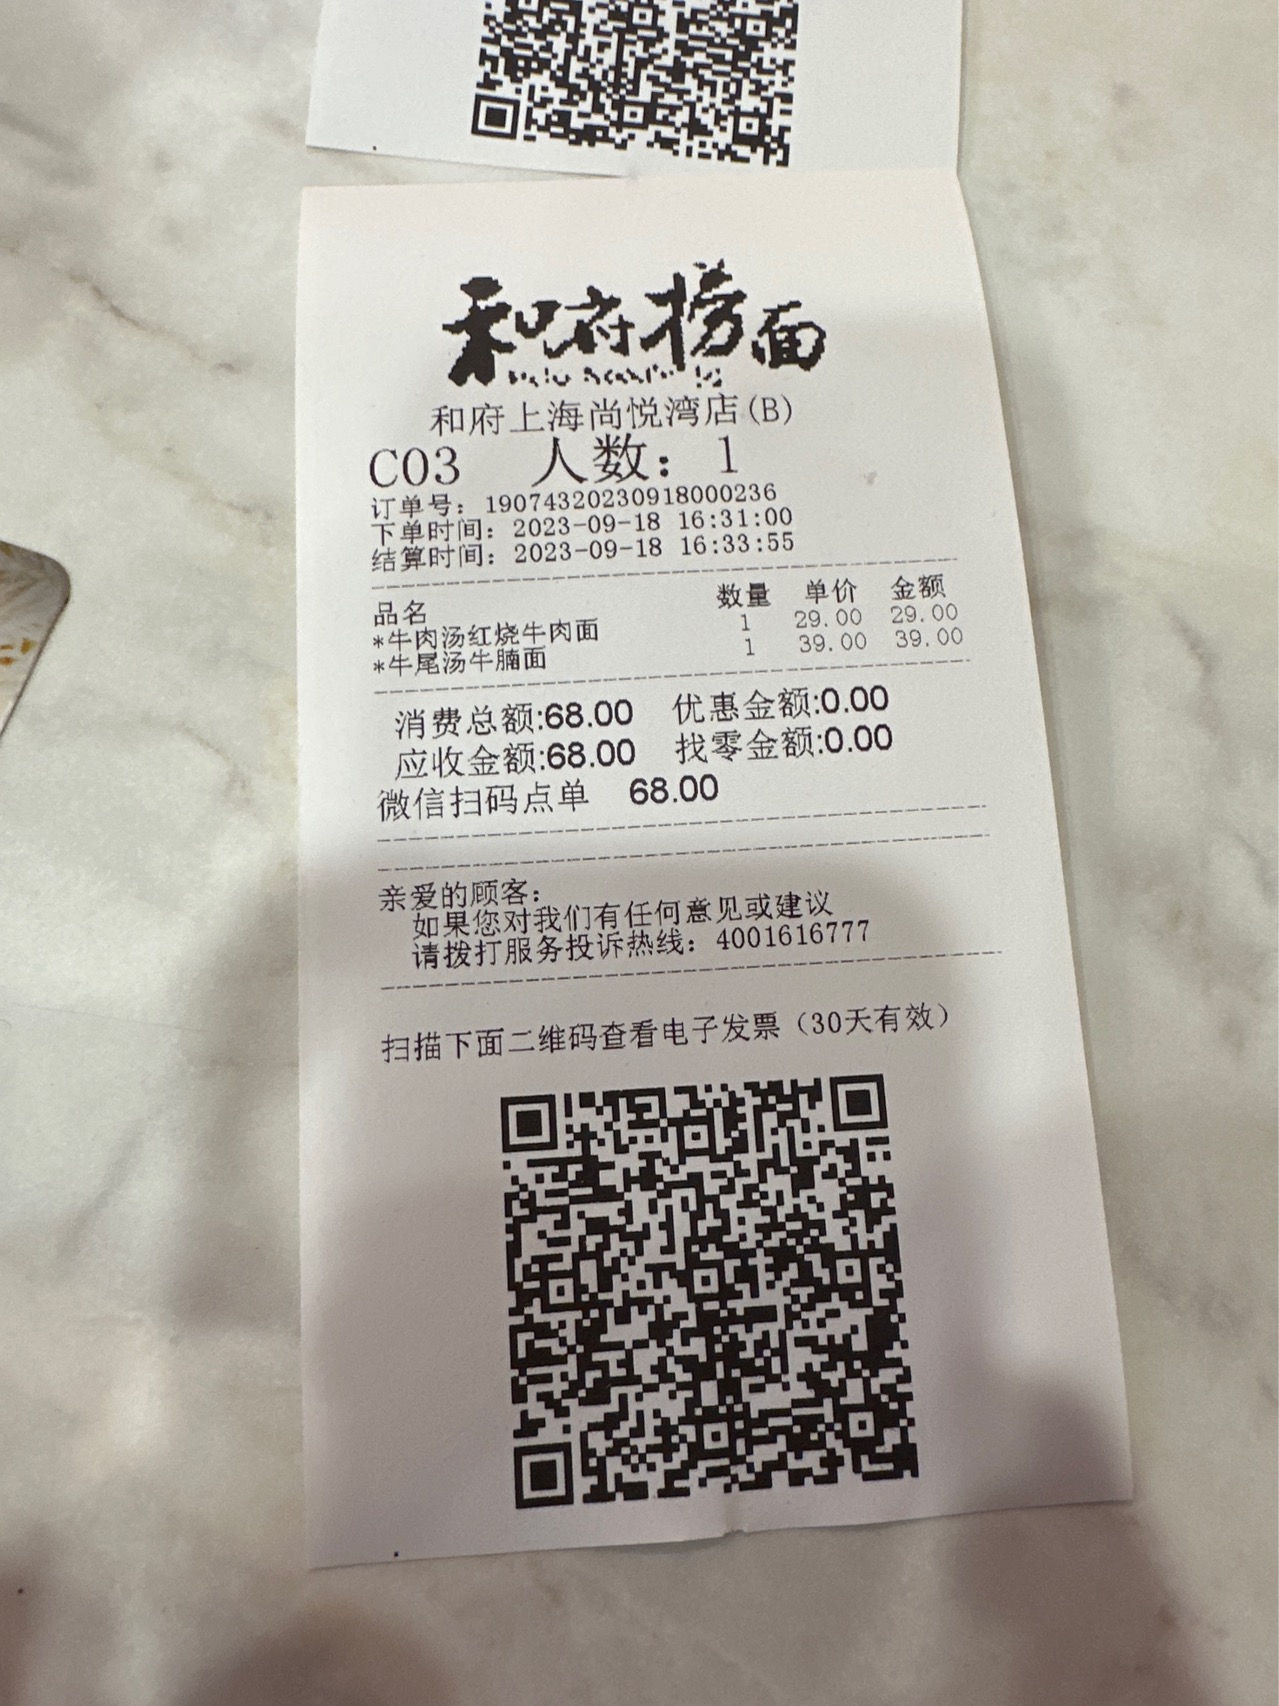 和府捞面
和府上海尚悦湾店(B)
C03 人数：1
订单号：19074320230918000236
下单时间：2023-09-18 16:31:00
结算时间：2023-09-18 16:33:55
品名 数量 单价 金额
*牛肉汤红烧牛肉面 1 29.00 29.00
*牛尾汤牛腩面 1 39.00 39.00
消费总额:68.00 优惠金额:0.00
应收金额:68.00 找零金额:0.00
微信扫码点单 68.00
亲爱的顾客：
如果您对我们有任何意见或建议
请拨打服务投诉热线：4001616777
扫描下面二维码查看电子发票（30天有效）